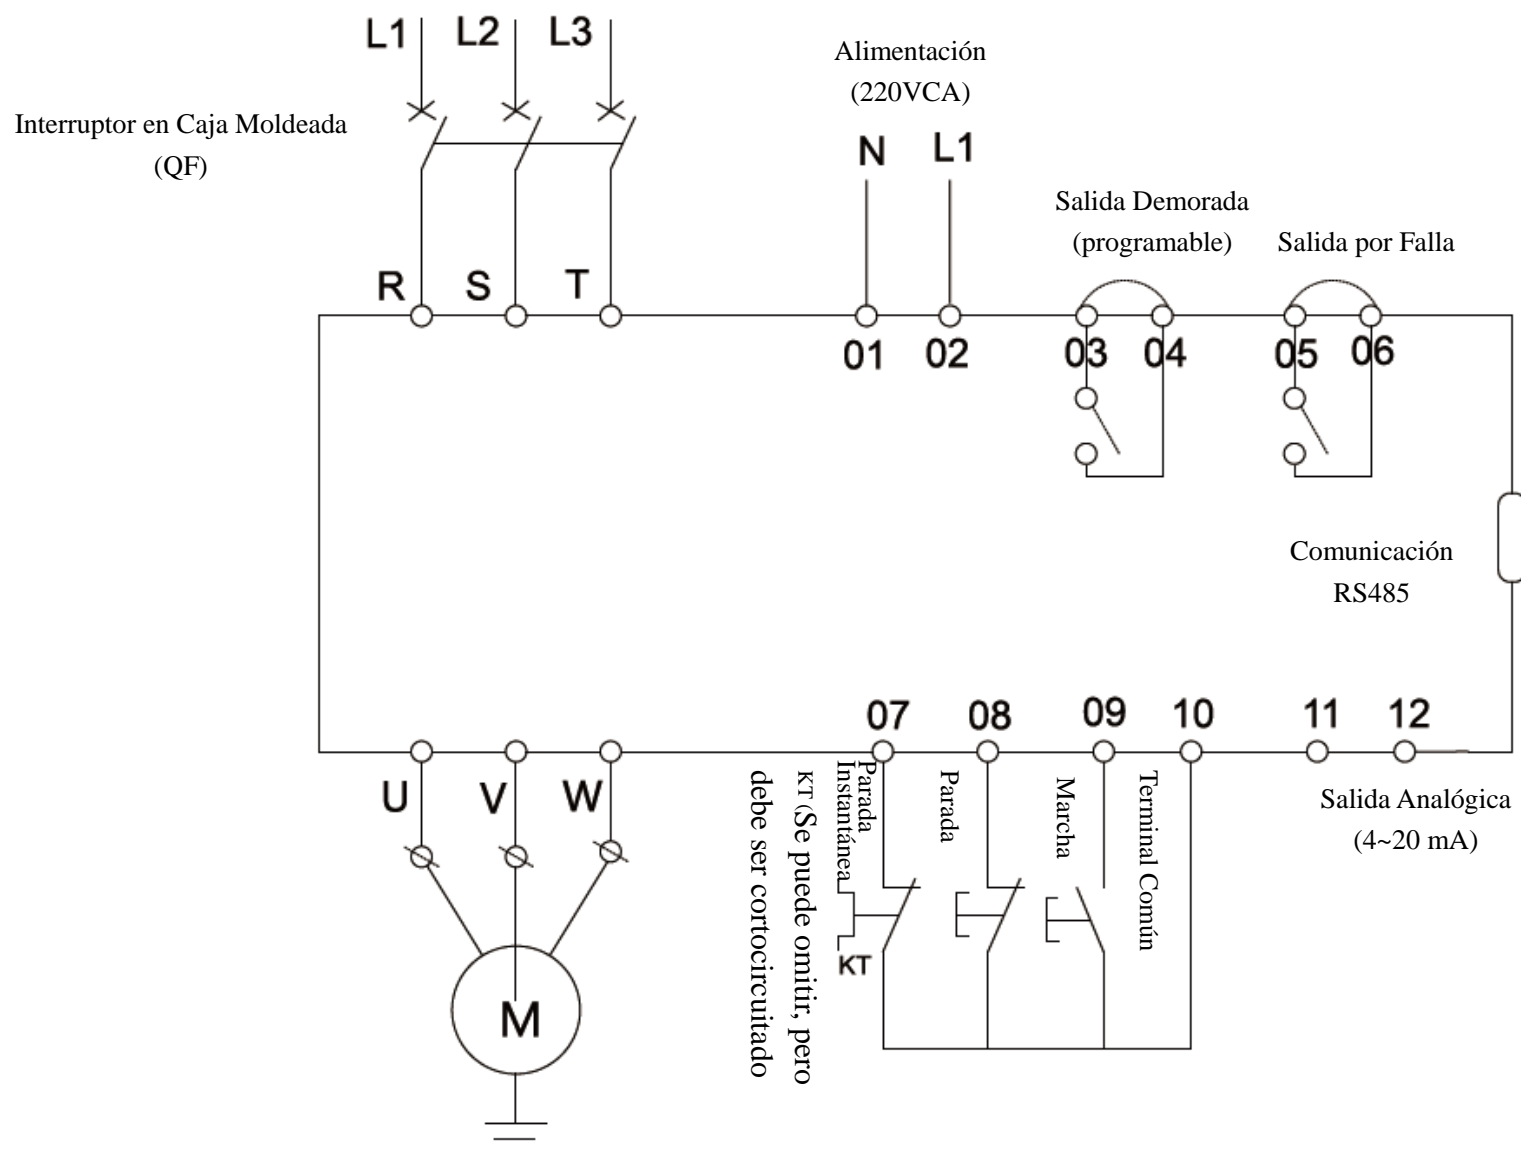 L1 L2 L3
Interruptor en Caja Moldeada
(QF)
Alimentación
(220VCA)
N L1
Salida Demorada
(programable)
Salida por Falla
R S T
01 02 03 04 05 06
Comunicación
RS485
07 08 09 10 11 12
U V W
KT (Se puede omitir, pero
debe ser cortocircuitado
Parada
Instantánea
KT
Parada
Marcha
Terminal Común
Salida Analógica
(4~20 mA)
M